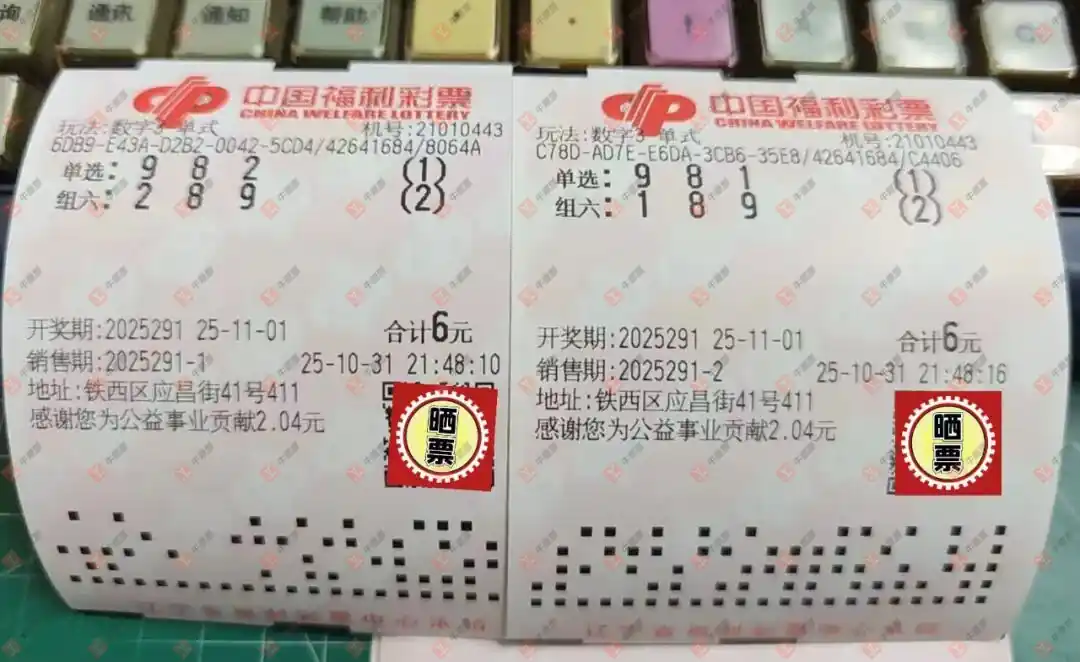 询
通讯
通知
帮助
中国福利彩票
CHINA WELFARE LOTTERY
玩法:数字3-单式 机号:21010443
6DB9-E43A-D2B2-0042-5CD4/42641684/8064A
单选: 9 8 2 (1)
组六: 2 8 9 (2)
开奖期:2025291 25-11-01 合计6元
销售期:2025291-1 25-10-31 21:48:10
地址:铁西区应昌街41号411
感谢您为公益事业贡献2.04元
晒票
中国福利彩票
CHINA WELFARE LOTTERY
玩法:数字3-单式 机号:21010443
C78D-AD7E-E6DA-3CB6-35E8/42641684/C4406
单选: 9 8 1 (1)
组六: 1 8 9 (2)
开奖期:2025291 25-11-01 合计6元
销售期:2025291-2 25-10-31 21:48:16
地址:铁西区应昌街41号411
感谢您为公益事业贡献2.04元
晒票